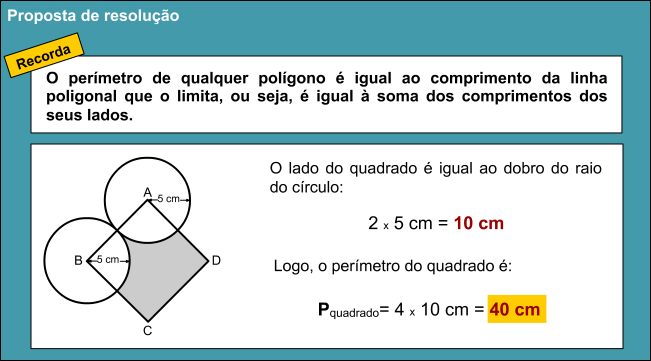 Proposta de resolução
Recorda
O perímetro de qualquer polígono é igual ao comprimento da linha
poligonal que o limita, ou seja, é igual à soma dos comprimentos dos
seus lados.
A
5 cm
B
5 cm
D
C
O lado do quadrado é igual ao dobro do raio
do círculo:
2 x 5 cm = 10 cm
Logo, o perímetro do quadrado é:
Pquadrado= 4 x 10 cm = 40 cm